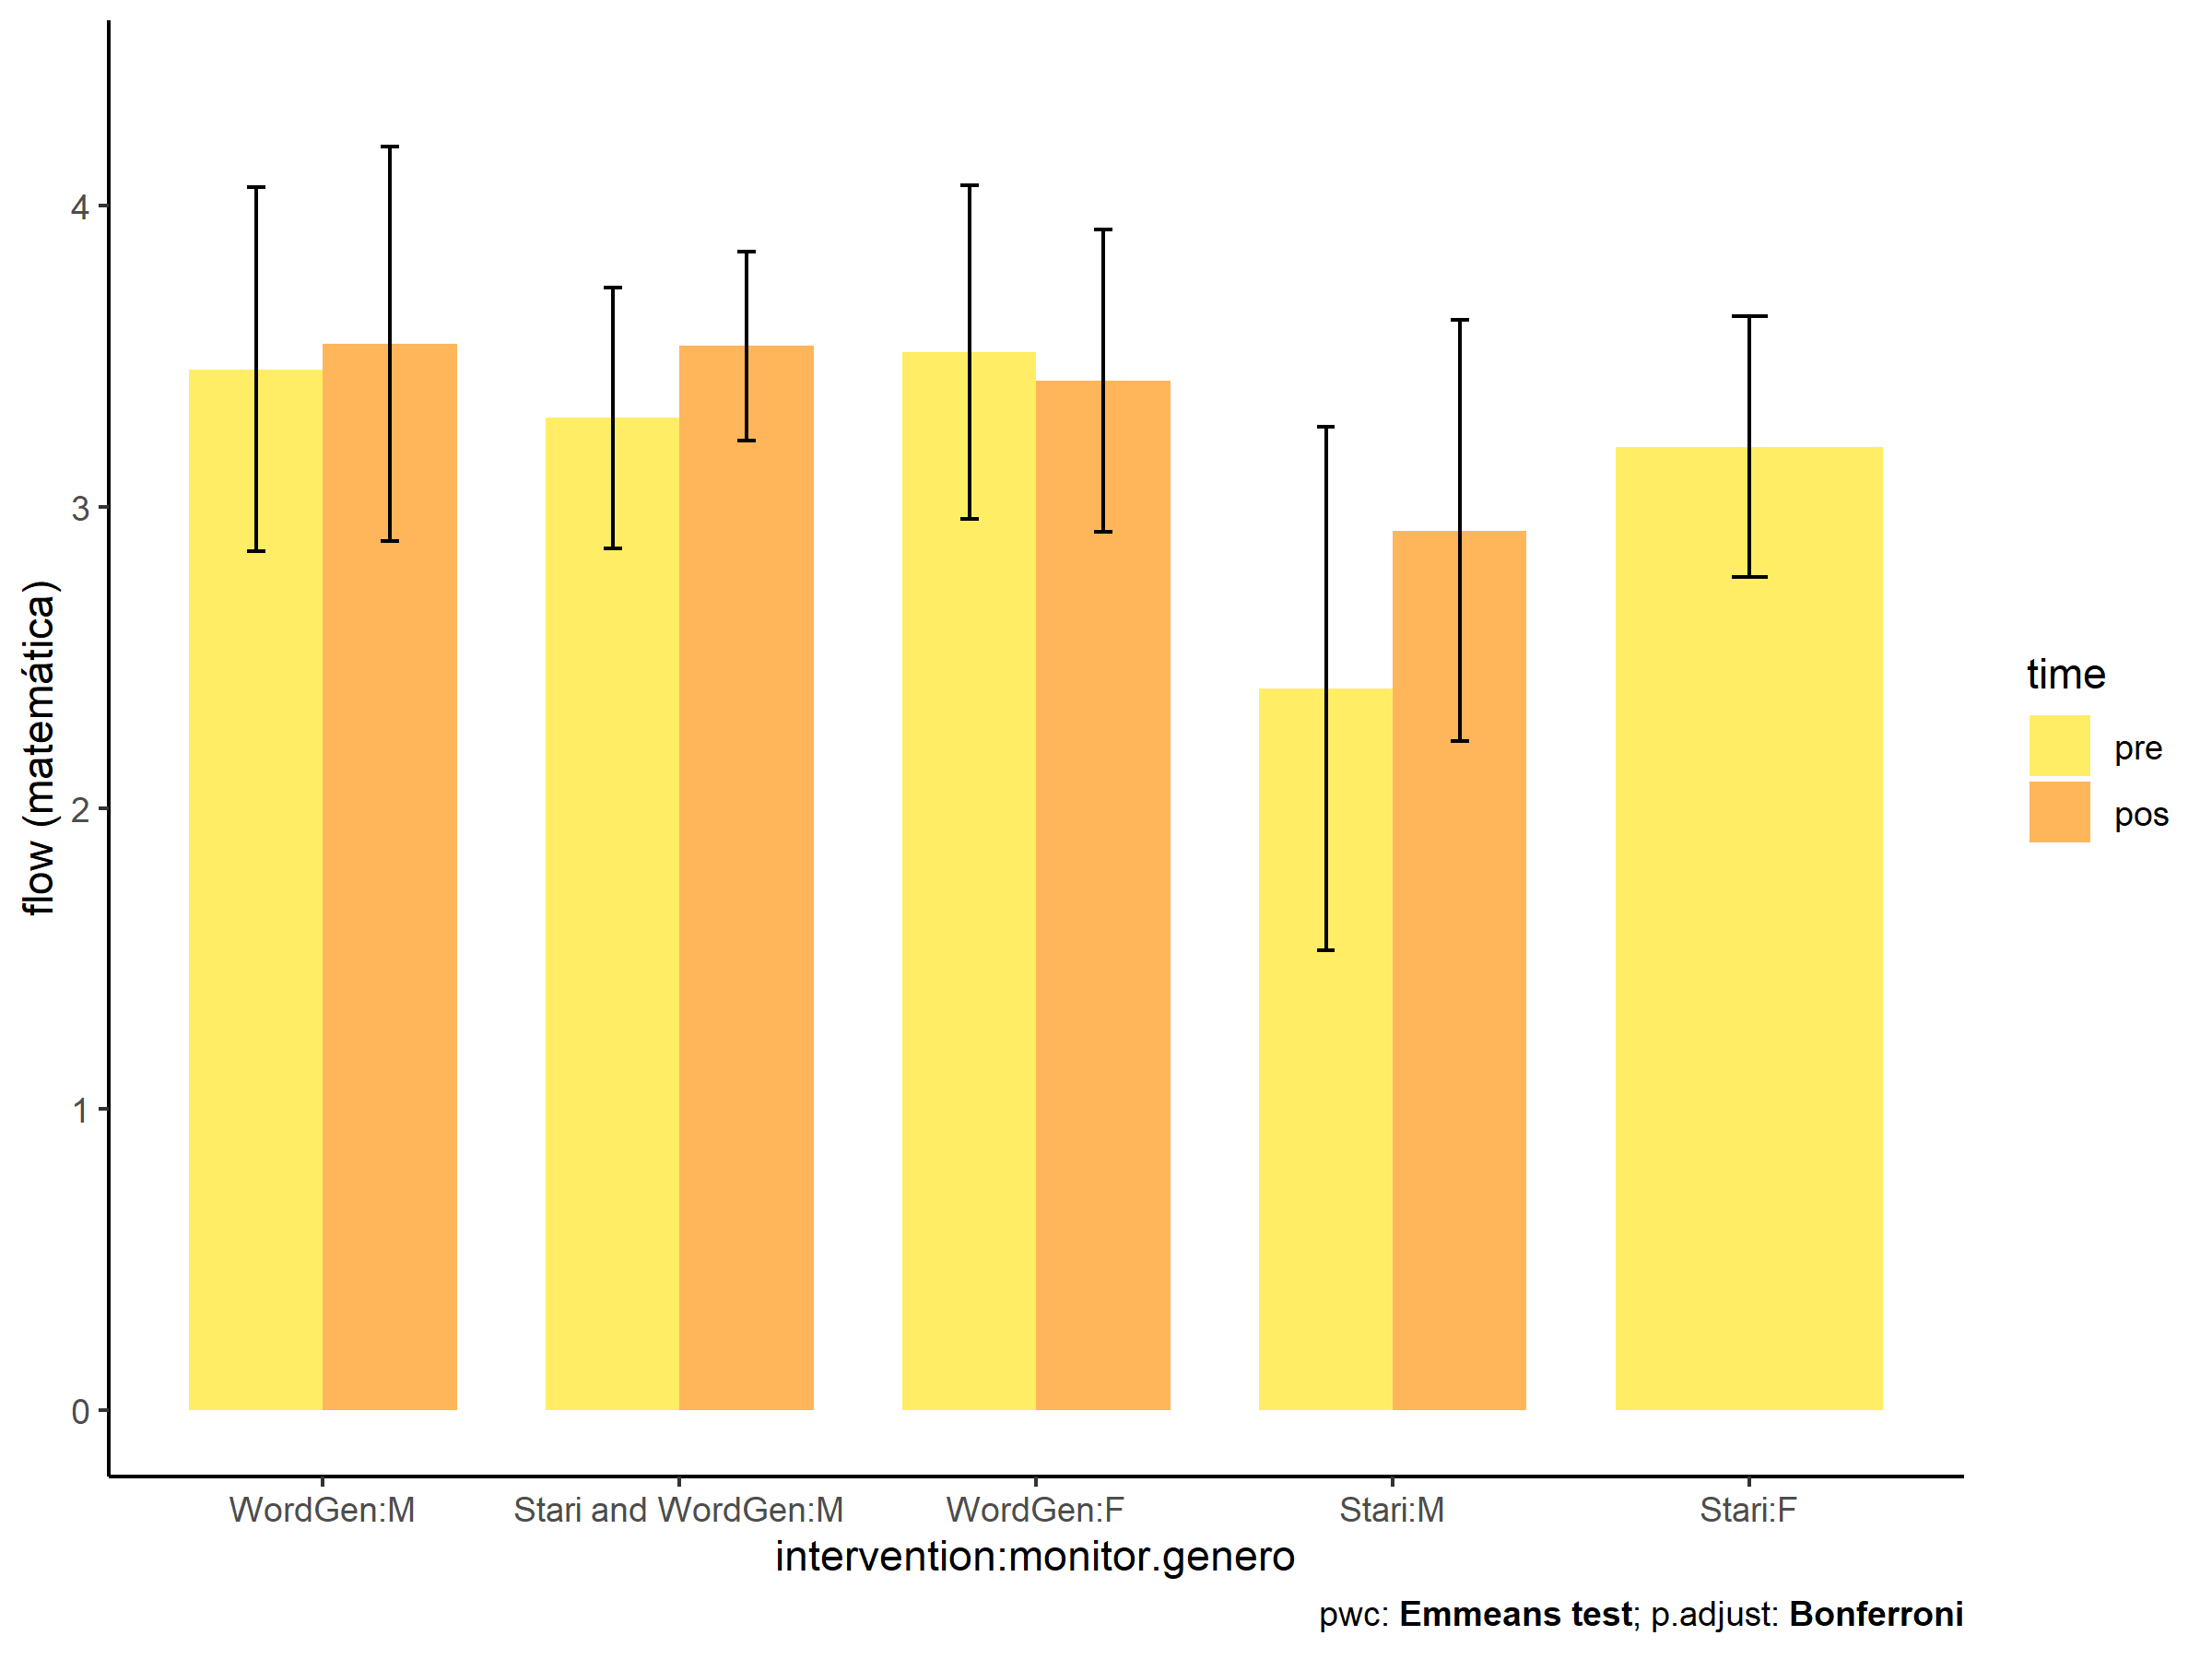 flow (matemática)
4
3
2
1
0
WordGen:M
Stari and WordGen:M
WordGen:F
Stari:M
Stari:F
intervention:monitor.genero
pwc: Emmeans test; p.adjust: Bonferroni
time
pre
pos